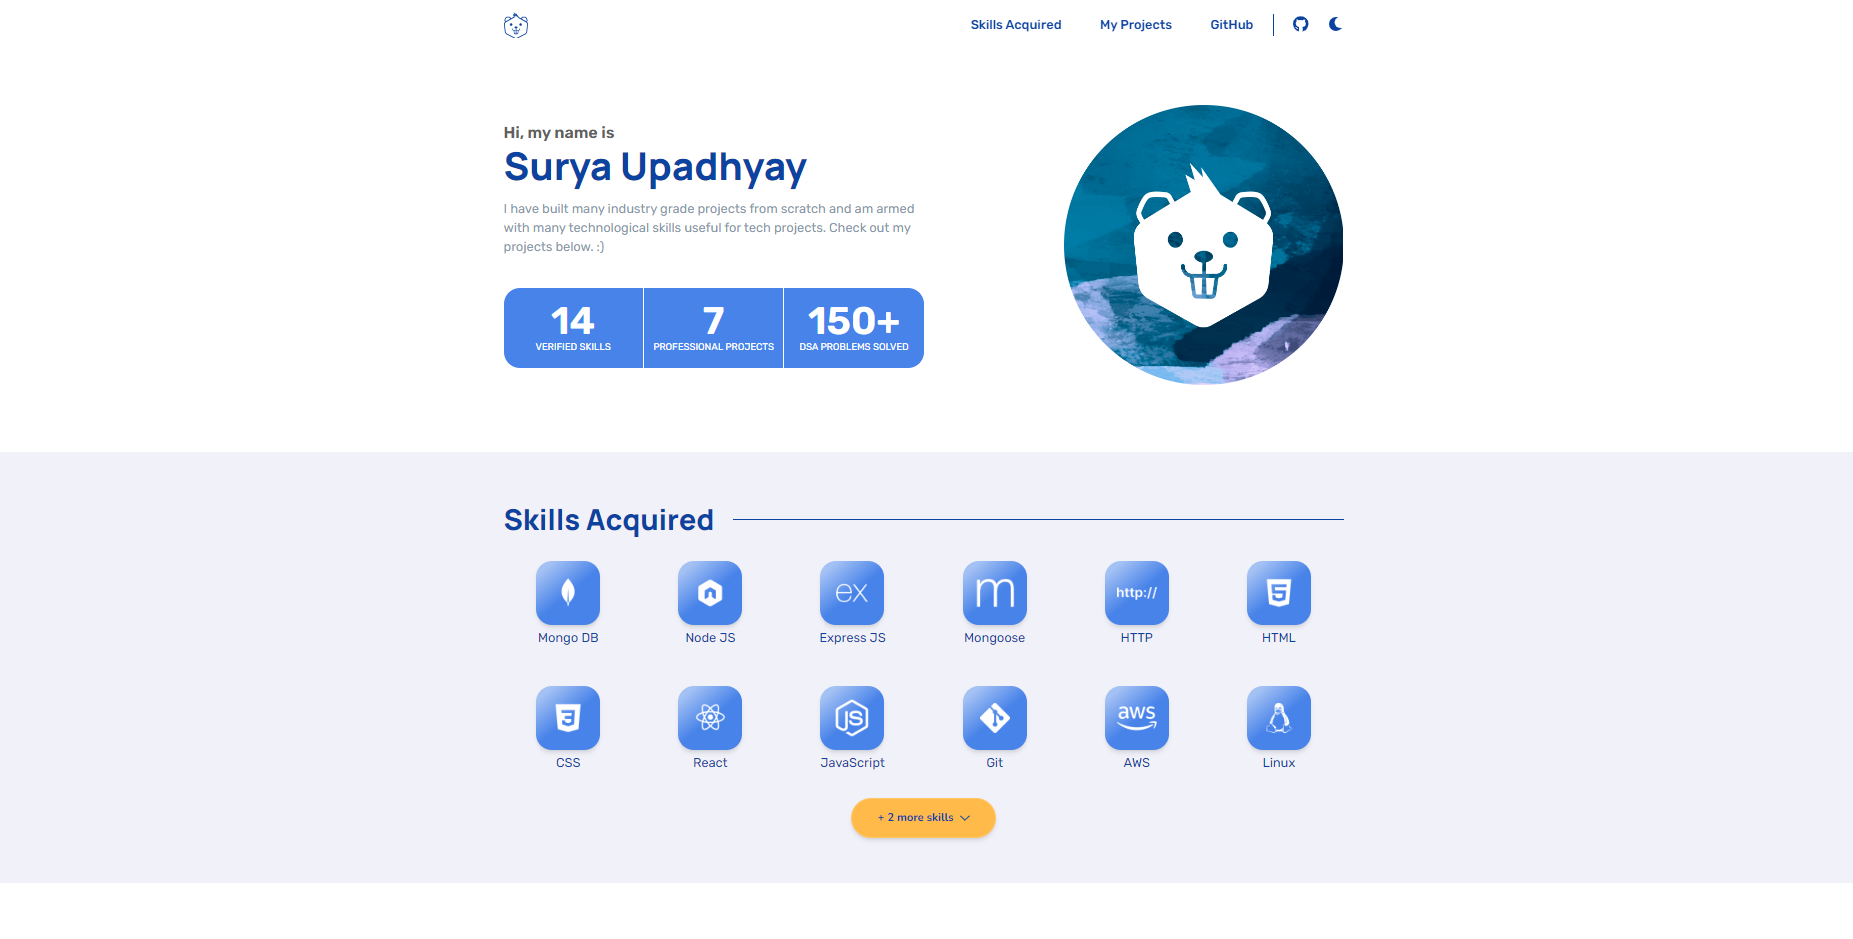 Skills Acquired My Projects GitHub
Hi, my name is
Surya Upadhyay
I have built many industry grade projects from scratch and am armed
with many technological skills useful for tech projects. Check out my
projects below. :)
14 7 150+
VERIFIED SKILLS PROFESSIONAL PROJECTS DSA PROBLEMS SOLVED
Skills Acquired
ex m http:// 5
Mongo DB Node JS Express JS Mongoose HTTP HTML
3 JS aws
CSS React JavaScript Git AWS Linux
+ 2 more skills